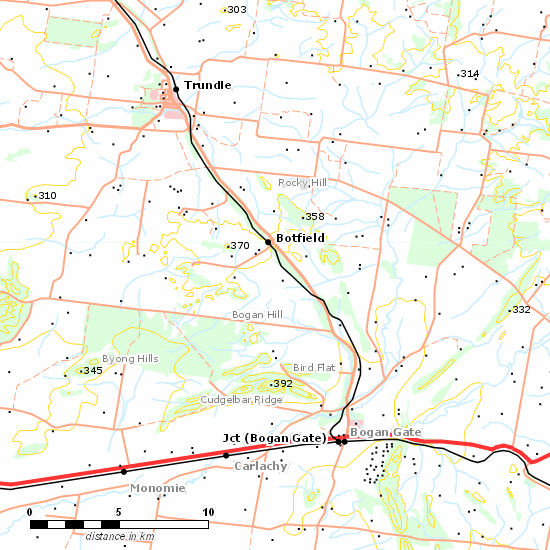 303
314
Trundle
Rocky Hill
310
358
Botfield
370
Bogan Hill
332
Byong Hills
345
Bird Flat
392
Cudgelbar Ridge
Jct (Bogan Gate)
Bogan Gate
Carlachy
Monomie
0 5 10
distance in km